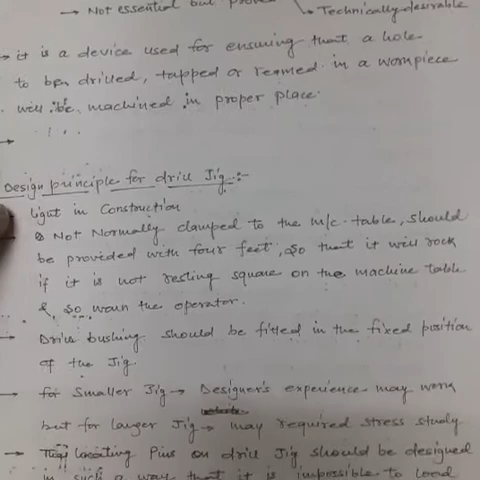 → Not essential but
Technically desirable
→ it is a device used for ensuring that a hole
to be drilled, tapped or reamed in a workpiece
will be machined in proper place.
→
Design principle for drill Jig :-
Light in Construction
& Not Normally clamped to the m/c table, should
be provided with four feet, so that it will rock
if it is not resting square on the machine table
& so warn the operator.
→ Drill bushing should be fitted in the fixed position
of the Jig.
→ for Smaller Jig → Designer's experience may work
but for larger Jig → may required stress study
→ The locating Pins on drill Jig should be designed
in such a way that it is impossible to load